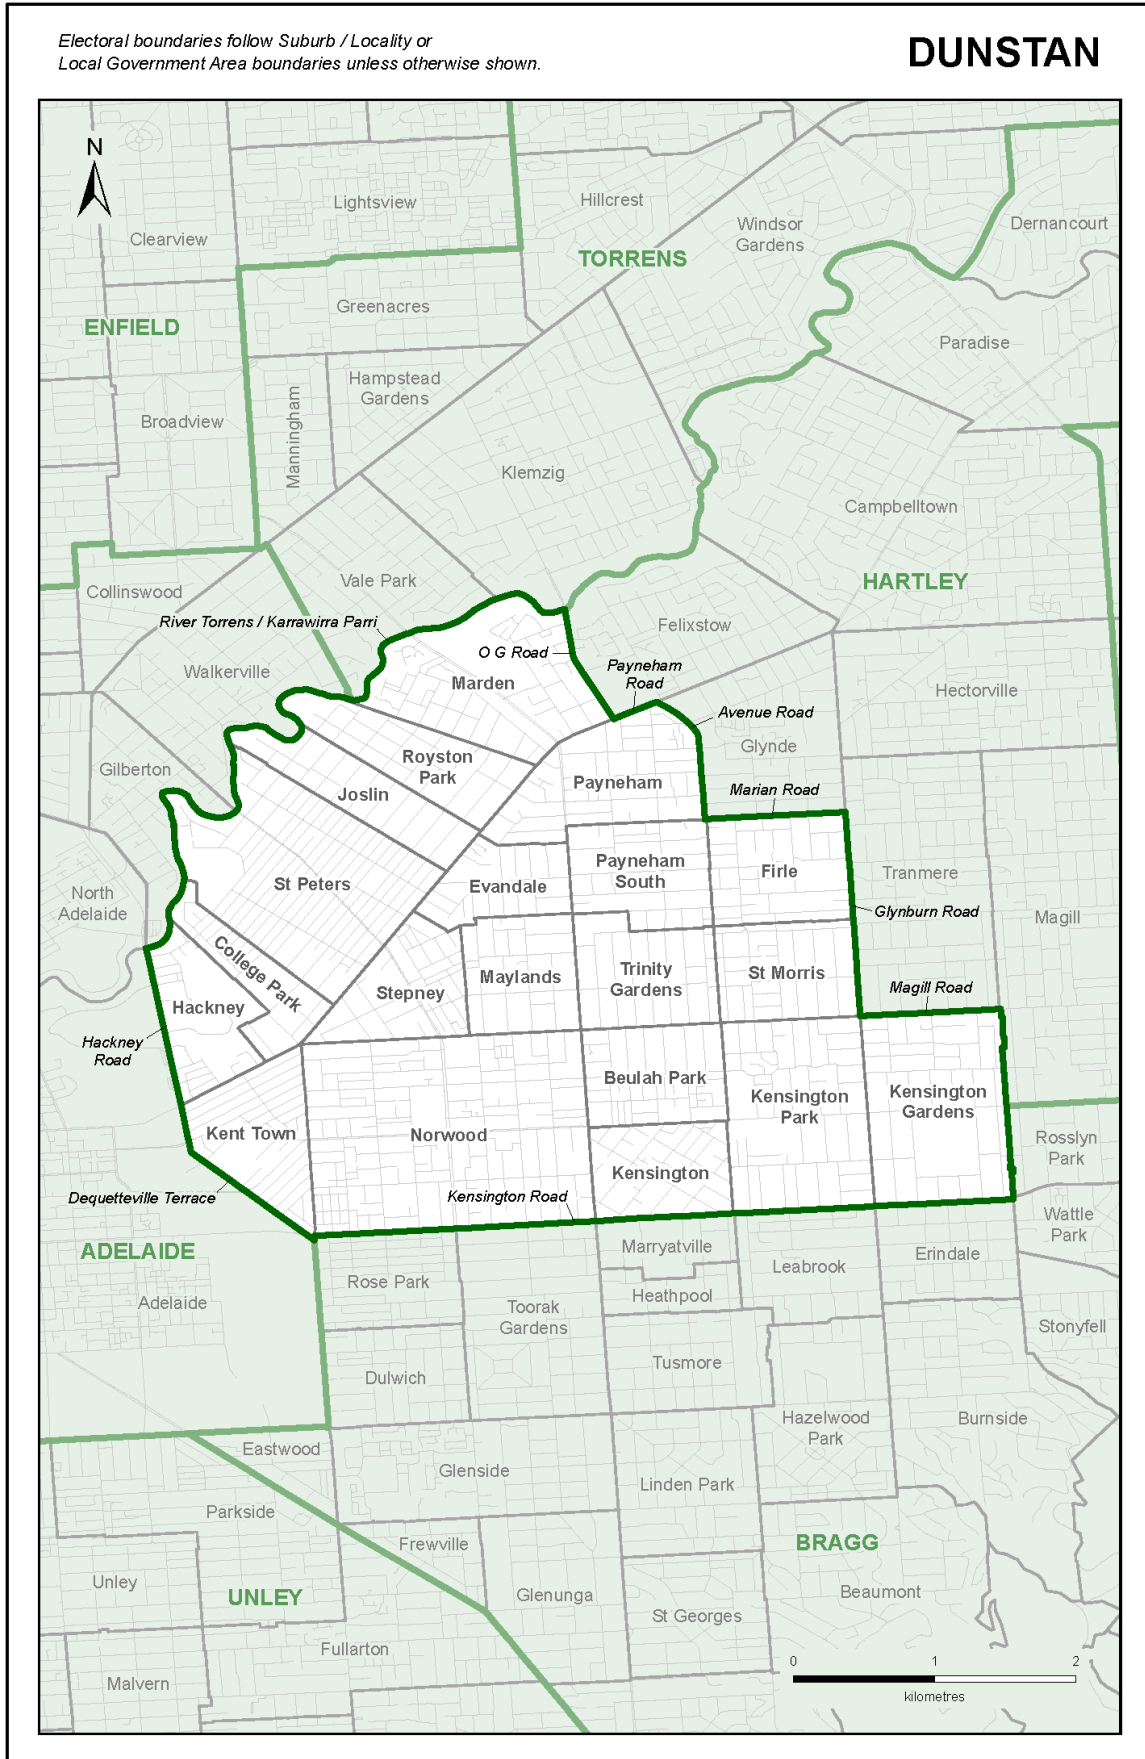 Electoral boundaries follow Suburb / Locality or
Local Government Area boundaries unless otherwise shown.
DUNSTAN
N
Lightsview
Hillcrest
Windsor
Gardens
Dernancourt
Clearview
TORRENS
Greenacres
ENFIELD
Paradise
Hampstead
Gardens
Broadview
Manningham
Klemzig
Campbelltown
Vale Park
HARTLEY
Collinswood
River Torrens / Karrawirra Parri
Felixstow
O G Road
Payneham
Road
Walkerville
Marden
Hectorville
Avenue Road
Glynde
Royston
Park
Gilberton
Payneham
Joslin
Marian Road
Payneham
South
Firle
Tranmere
St Peters
Evandale
North
Adelaide
Glynburn Road
Magill
College Park
Maylands
Trinity
Gardens
St Morris
Stepney
Magill Road
Hackney
Hackney
Road
Beulah Park
Kensington
Park
Kensington
Gardens
Kent Town
Norwood
Rosslyn
Park
Kensington
Dequetteville Terrace
Kensington Road
Wattle
Park
ADELAIDE
Marryatville
Erindale
Leabrook
Rose Park
Adelaide
Heathpool
Toorak
Gardens
Stonyfell
Tusmore
Dulwich
Hazelwood
Park
Burnside
Eastwood
Glenside
Linden Park
Parkside
Frewville
BRAGG
Unley
UNLEY
Glenunga
Beaumont
St Georges
Fullarton
Malvern
0 1 2
kilometres